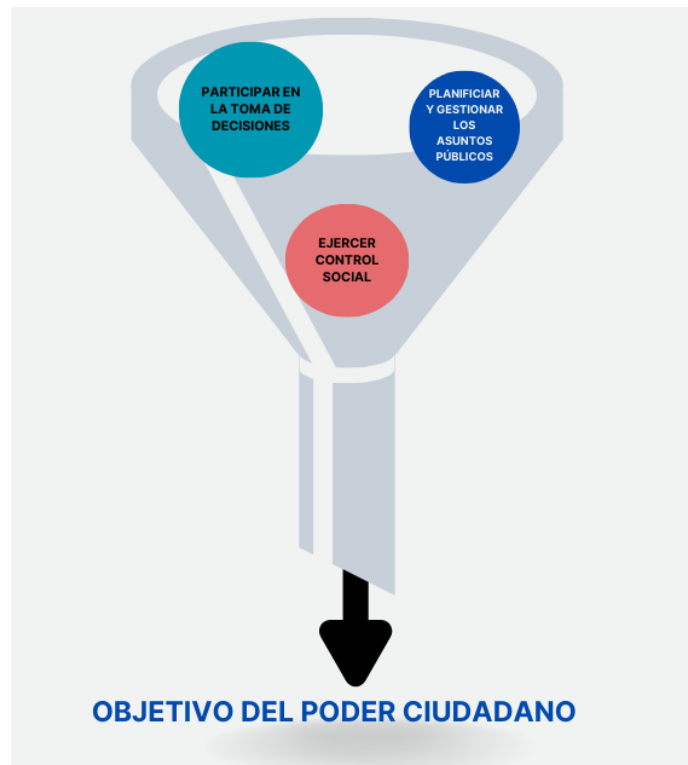 PARTICIPAR EN
LA TOMA DE
DECISIONES
PLANIFICIAR
Y GESTIONAR
LOS
ASUNTOS
PÚBLICOS
EJERCER
CONTROL
SOCIAL
OBJETIVO DEL PODER CIUDADANO